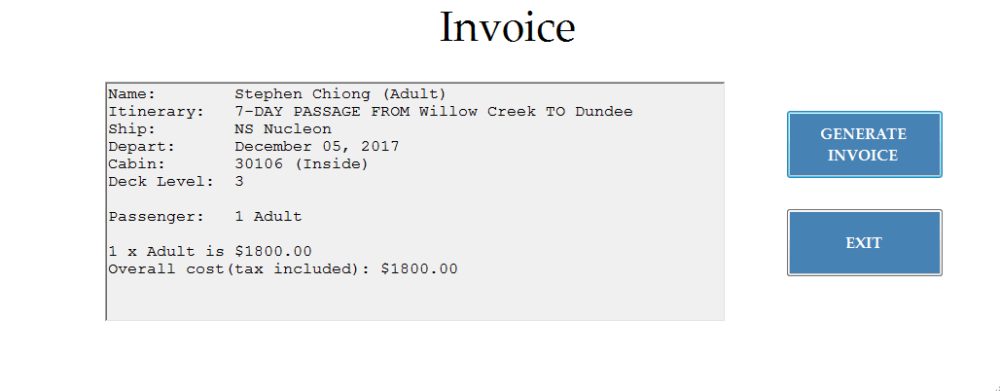 Invoice
Name: Stephen Chiong (Adult)
Itinerary: 7-DAY PASSAGE FROM Willow Creek TO Dundee
Ship: NS Nucleon
Depart: December 05, 2017
Cabin: 30106 (Inside)
Deck Level: 3
Passenger: 1 Adult
1 x Adult is $1800.00
Overall cost(tax included): $1800.00
GENERATE
INVOICE
EXIT